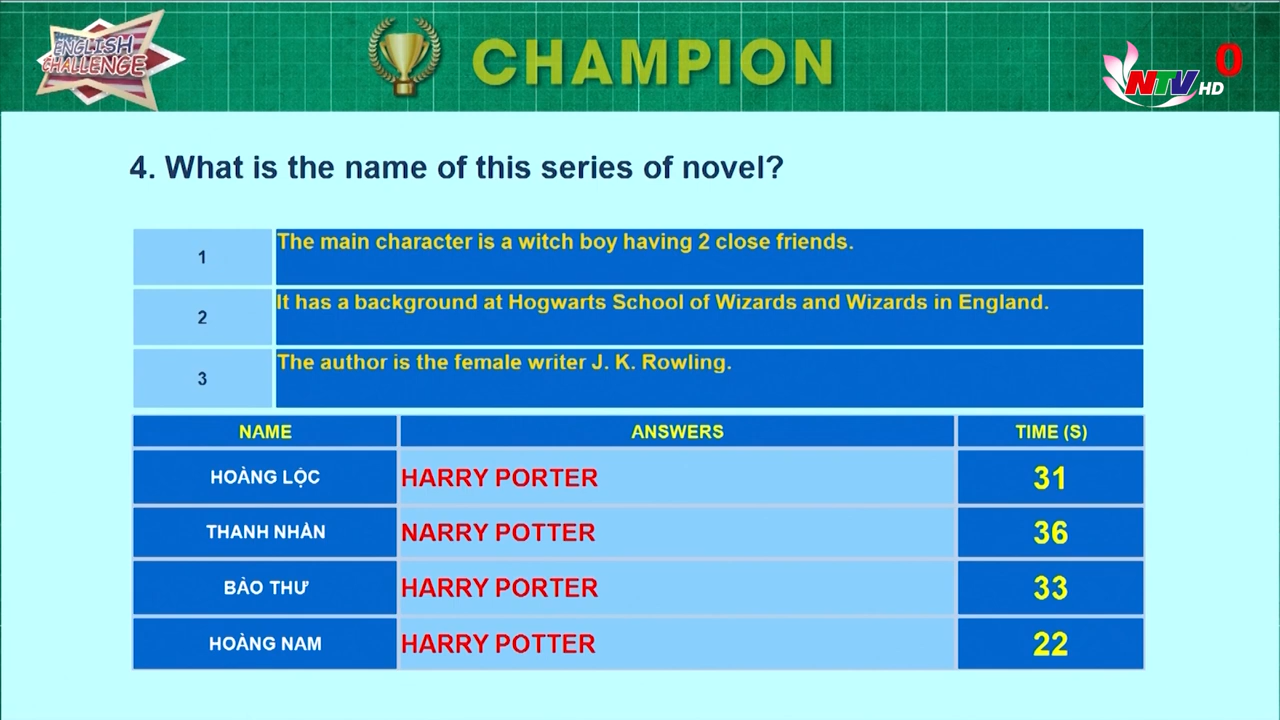 ENGLISH
CHALLENGE
CHAMPION
0
NTV HD
4. What is the name of this series of novel?
1 The main character is a witch boy having 2 close friends.
2 It has a background at Hogwarts School of Wizards and Wizards in England.
3 The author is the female writer J. K. Rowling.
NAME ANSWERS TIME (S)
HOÀNG LỘC HARRY PORTER 31
THANH NHÀN NARRY POTTER 36
BẢO THƯ HARRY PORTER 33
HOÀNG NAM HARRY POTTER 22